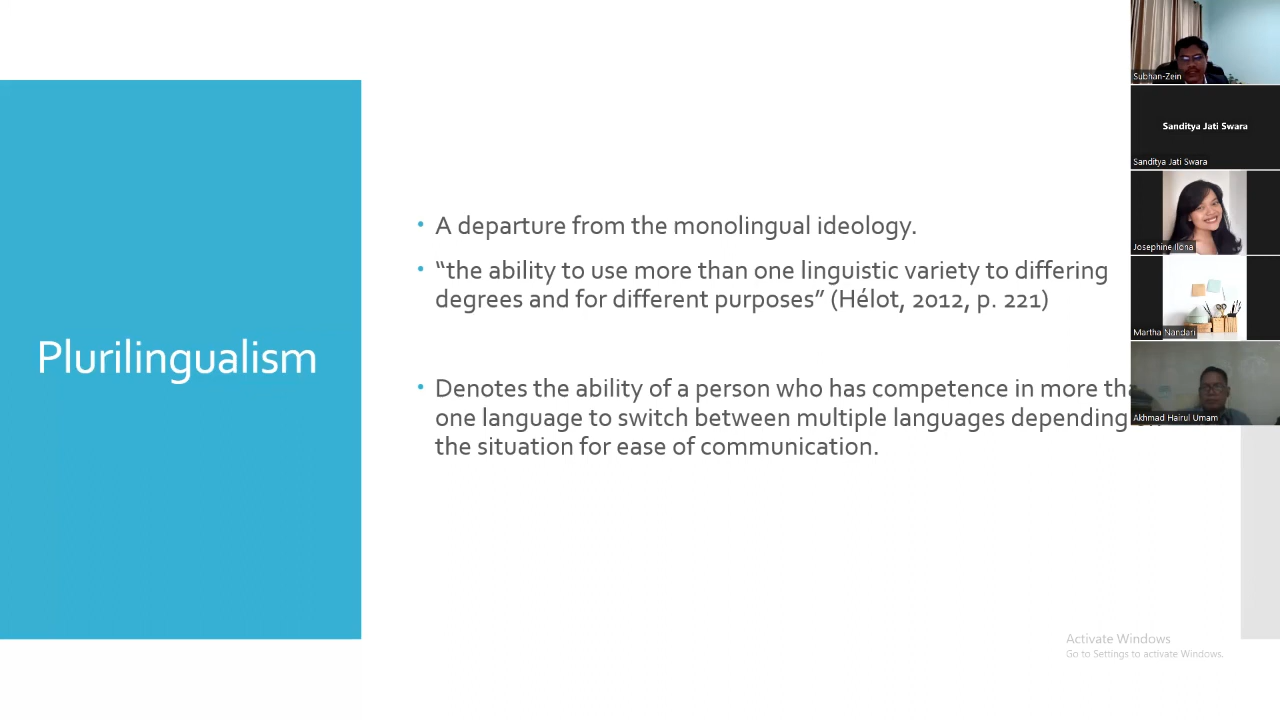 Plurilingualism
A departure from the monolingual ideology.
“the ability to use more than one linguistic variety to differing
degrees and for different purposes” (Hélot, 2012, p. 221)
Denotes the ability of a person who has competence in more tha
one language to switch between multiple languages depending
the situation for ease of communication.
Subhan-Zein
Sanditya Jati Swara
Sanditya Jati Swara
Josephine Ilona
Martha Nandari
Akhmad Hairul Umam
Activate Windows
Go to Settings to activate Windows.